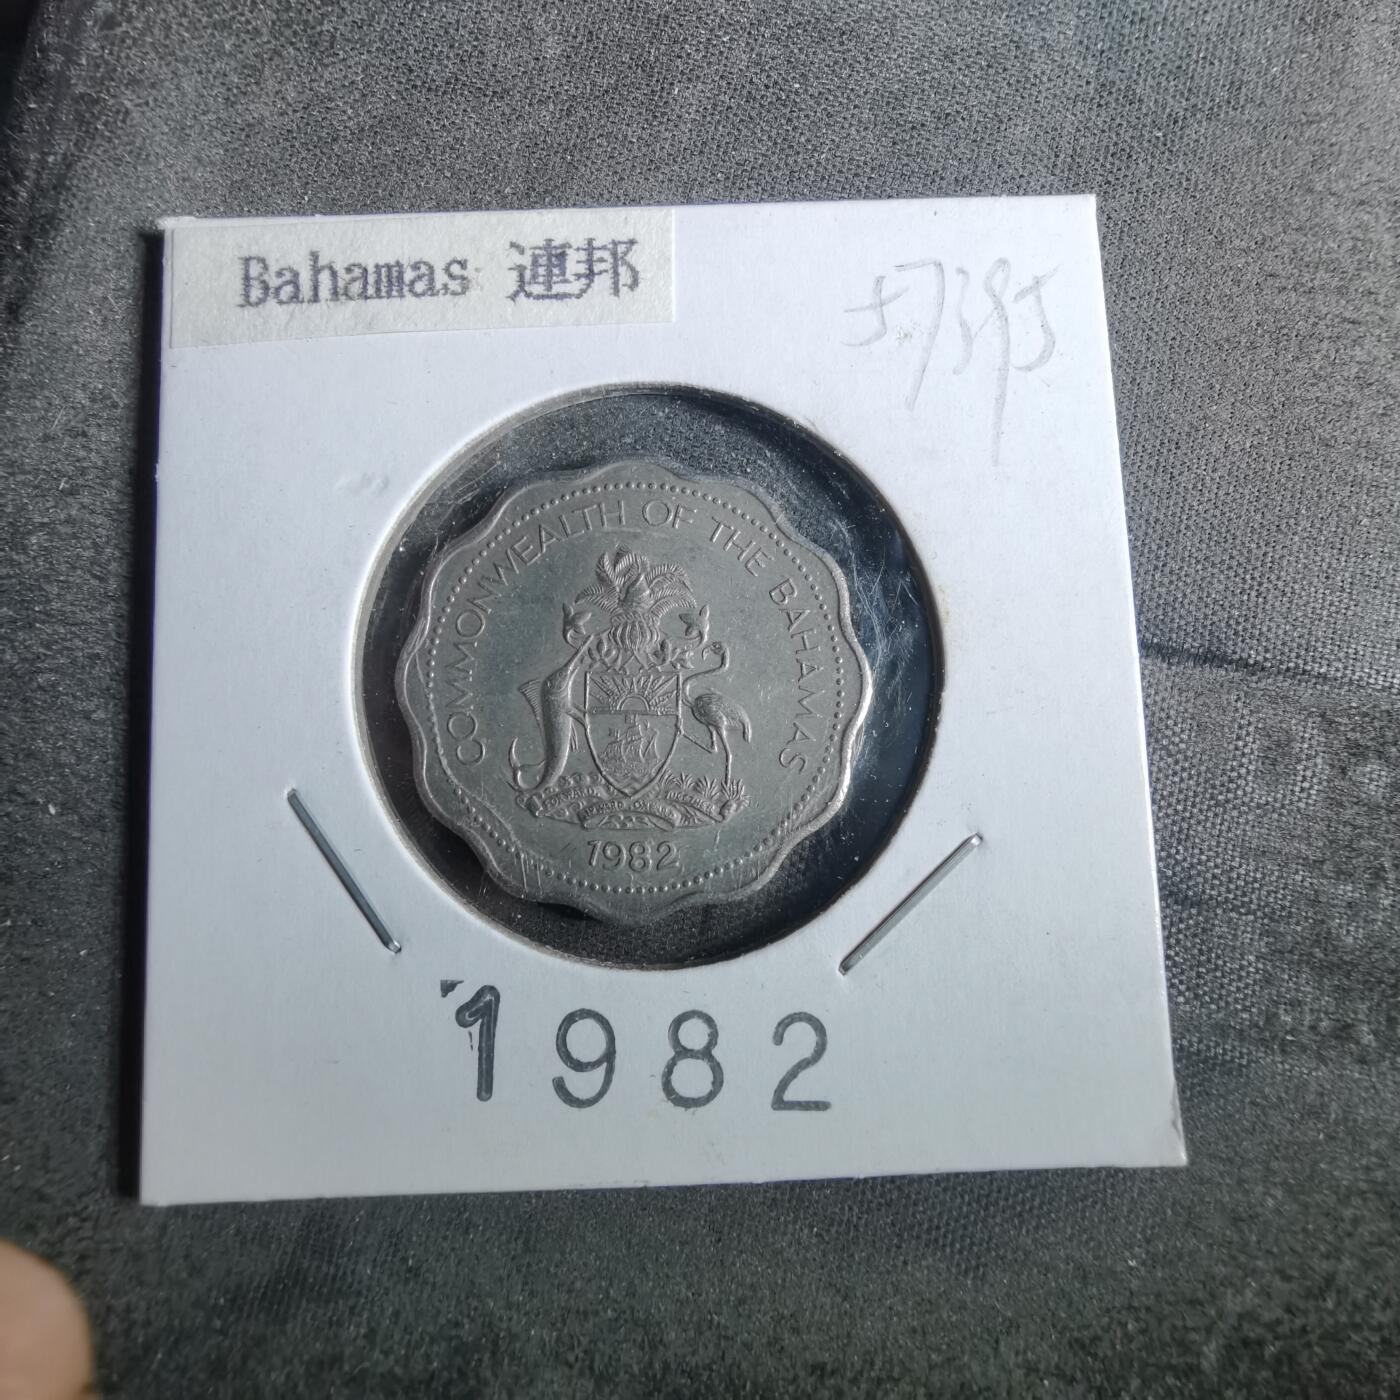 Bahamas 連邦
COMMONWEALTH OF THE BAHAMAS
1982
1982